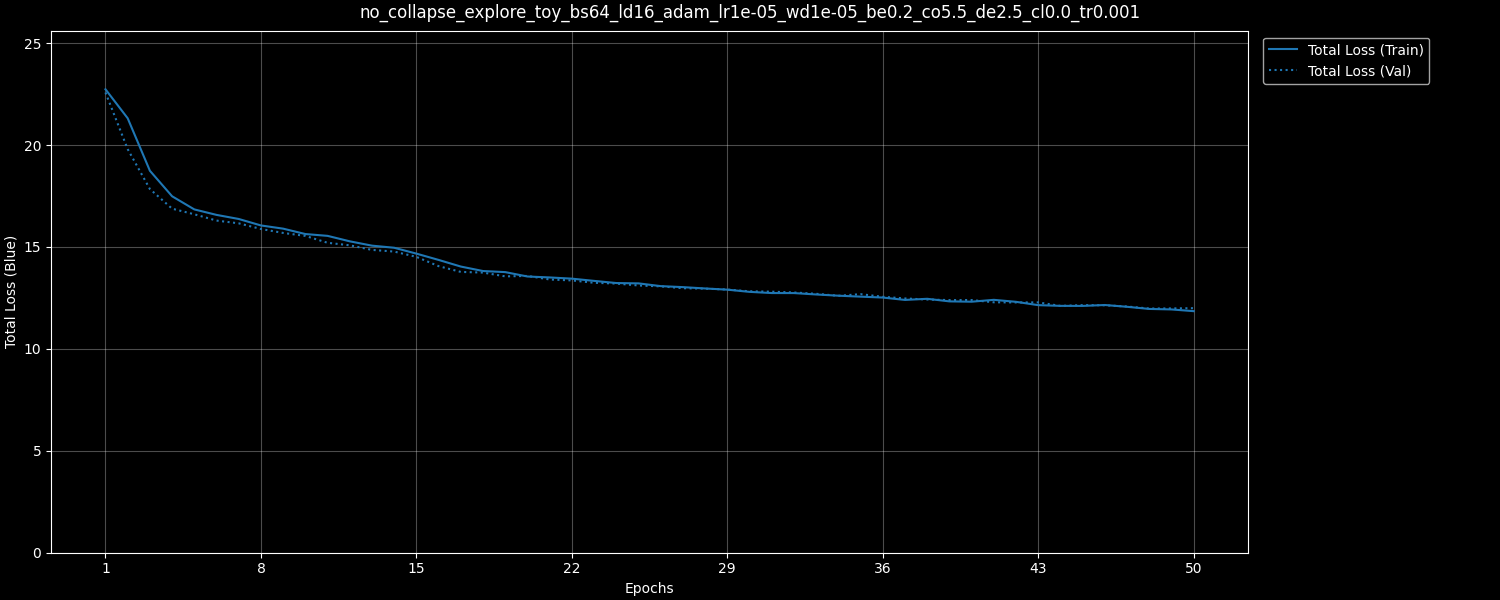 no_collapse_explore_toy_bs64_ld16_adam_lr1e-05_wd1e-05_be0.2_co5.5_de2.5_cl0.0_tr0.001
Total Loss (Train)
Total Loss (Val)
25
20
15
10
5
0
Total Loss (Blue)
1 8 15 22 29 36 43 50
Epochs